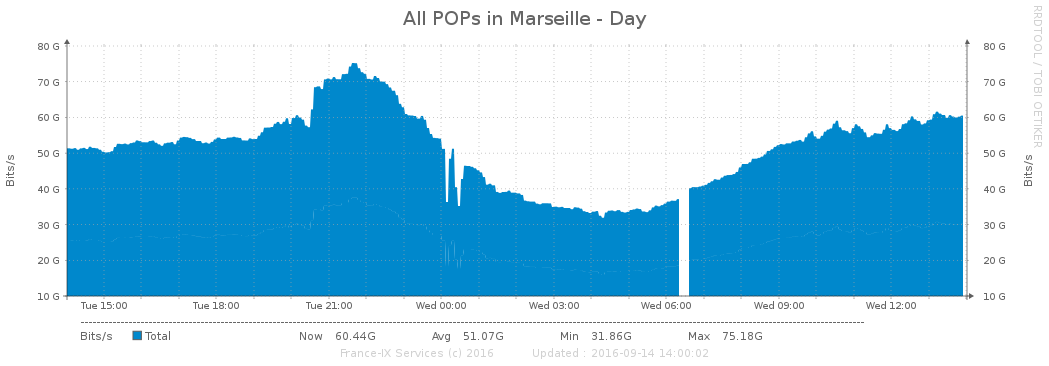 All POPs in Marseille - Day
RRDTOOL / TOBI OETIKER
80 G 80 G
70 G 70 G
60 G 60 G
50 G 50 G
40 G 40 G
30 G 30 G
20 G 20 G
10 G 10 G
Bits/s
Bits/s
Tue 15:00 Tue 18:00 Tue 21:00 Wed 00:00 Wed 03:00 Wed 06:00 Wed 09:00 Wed 12:00
Bits/s Total Now 60.44G Avg 51.07G Min 31.86G Max 75.18G
France-IX Services (c) 2016 Updated : 2016-09-14 14:00:02